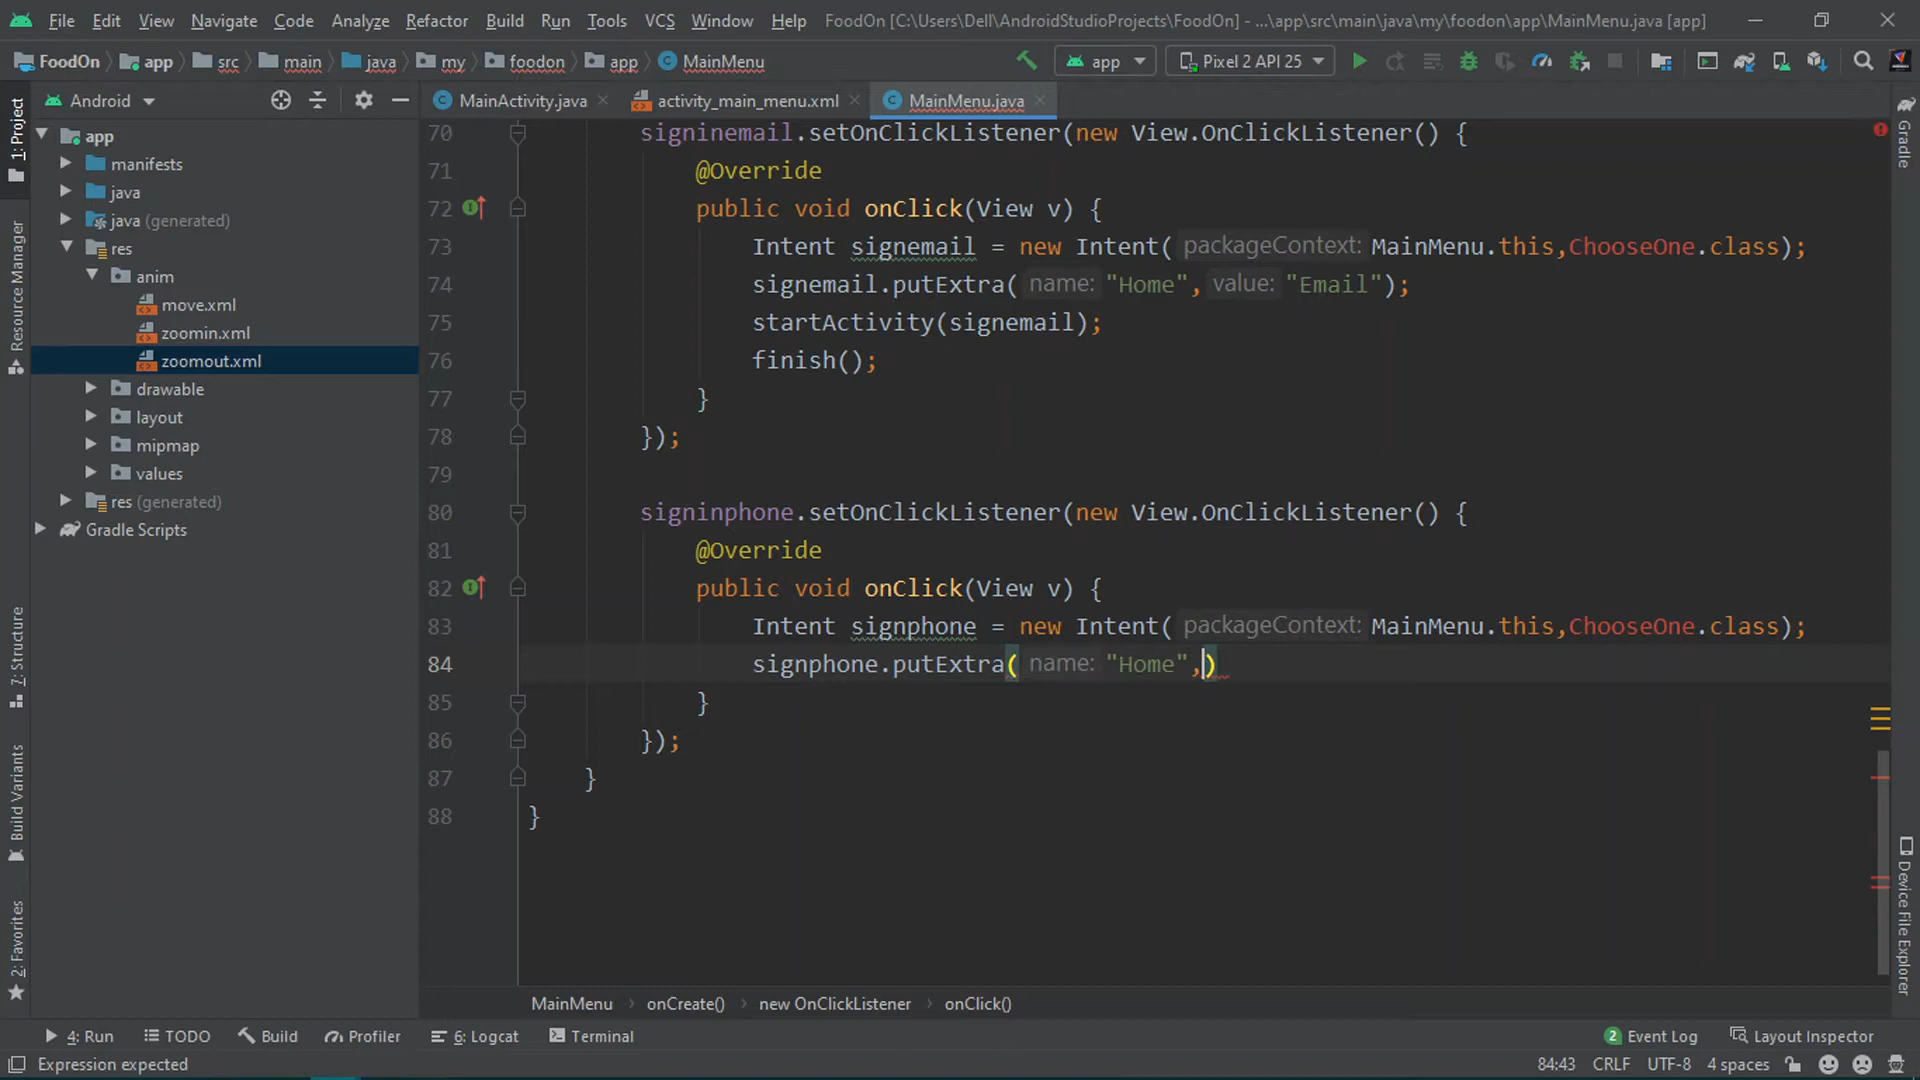 File Edit View Navigate Code Analyze Refactor Build Run Tools VCS Window Help FoodOn [C:\Users\Dell\AndroidStudioProjects\FoodOn] - ...\app\src\main\java\my\foodon\app\MainMenu.java [app]
FoodOn app src main java my foodon app MainMenu app Pixel 2 API 25
Android MainActivity.java activity_main_menu.xml MainMenu.java
1: Project
Resource Manager
7: Structure
Build Variants
2: Favorites
app
manifests
java
java (generated)
res
anim
move.xml
zoomin.xml
zoomout.xml
drawable
layout
mipmap
values
res (generated)
Gradle Scripts
70 signinemail.setOnClickListener(new View.OnClickListener() {
71 @Override
72 public void onClick(View v) {
73 Intent signemail = new Intent( packageContext: MainMenu.this,ChooseOne.class);
74 signemail.putExtra( name: "Home", value: "Email");
75 startActivity(signemail);
76 finish();
77 }
78 });
79
80 signinphone.setOnClickListener(new View.OnClickListener() {
81 @Override
82 public void onClick(View v) {
83 Intent signphone = new Intent( packageContext: MainMenu.this,ChooseOne.class);
84 signphone.putExtra( name: "Home",)
85 }
86 });
87 }
88 }
Gradle
Device File Explorer
MainMenu › onCreate() › new OnClickListener › onClick()
4: Run TODO Build Profiler 6: Logcat Terminal 2 Event Log Layout Inspector
Expression expected 84:43 CRLF UTF-8 4 spaces